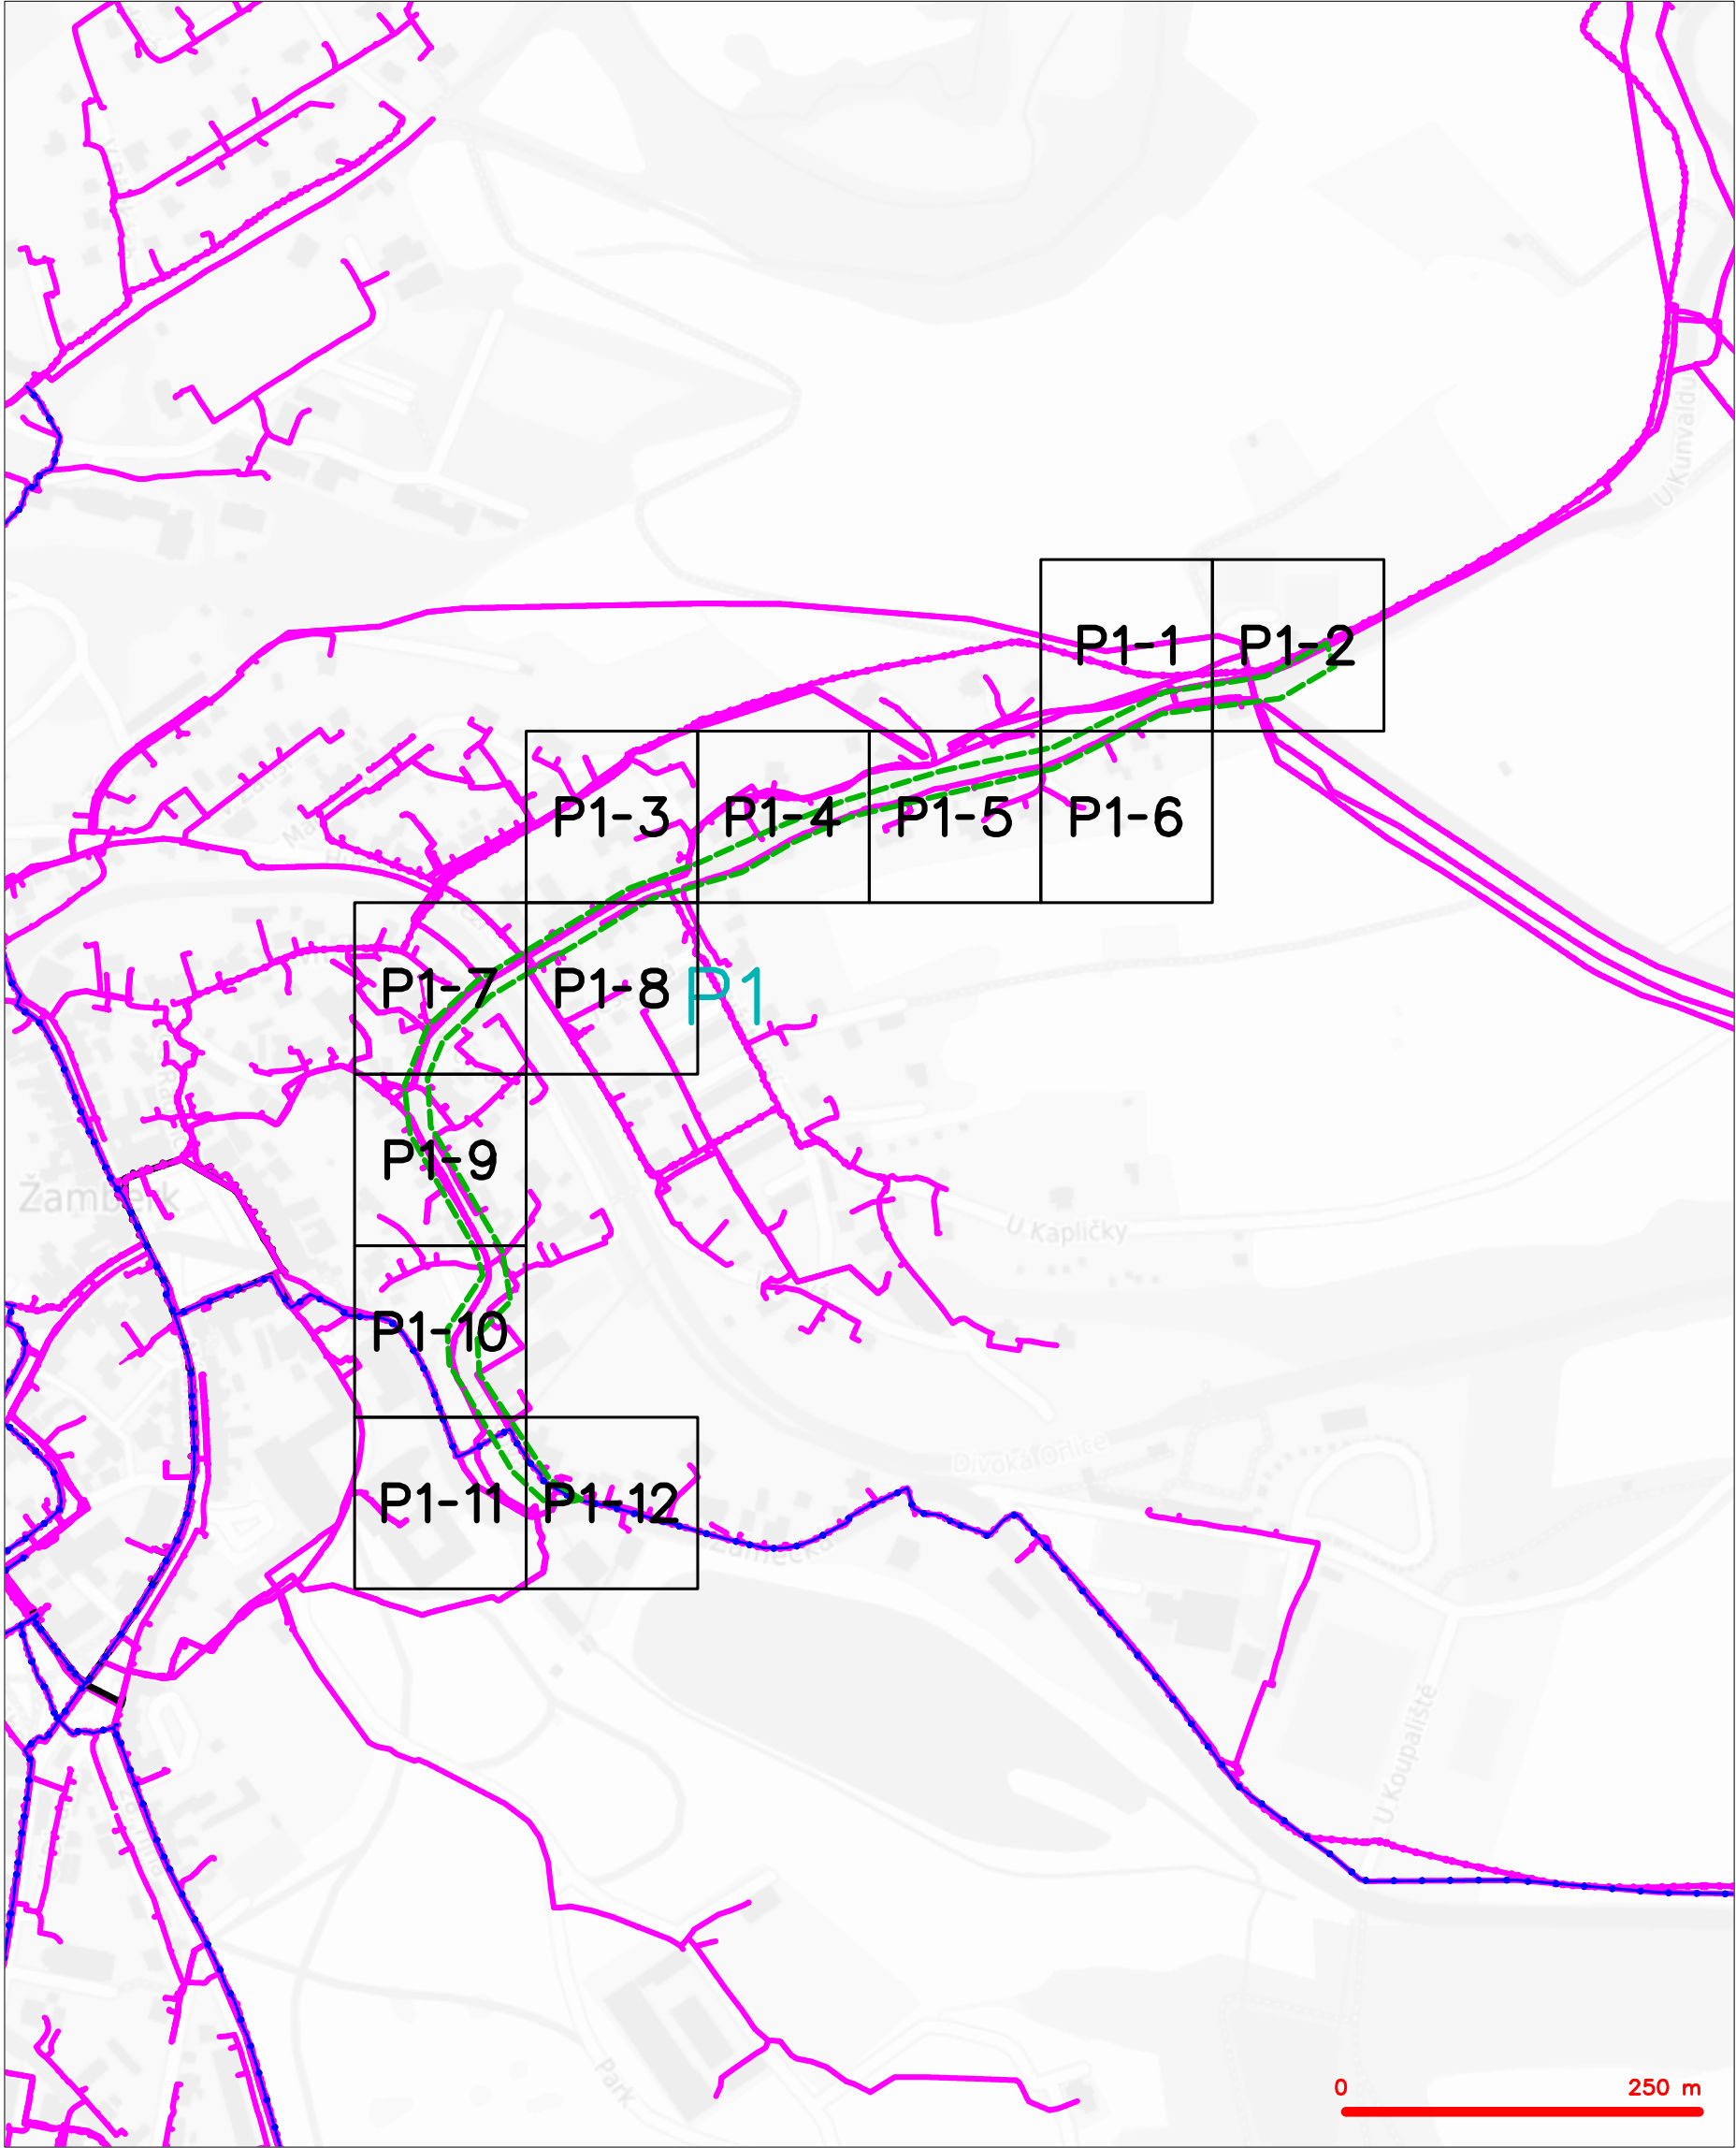 U Kunvaldu
P1-1
P1-2
P1-3
P1-4
P1-5
P1-6
P1-7
P1-8
P1
P1-9
Žamberk
U Kapličky
P1-10
Divoká Orlice
P1-11
P1-12
Zámecká
U Koupaliště
Park
0
250 m